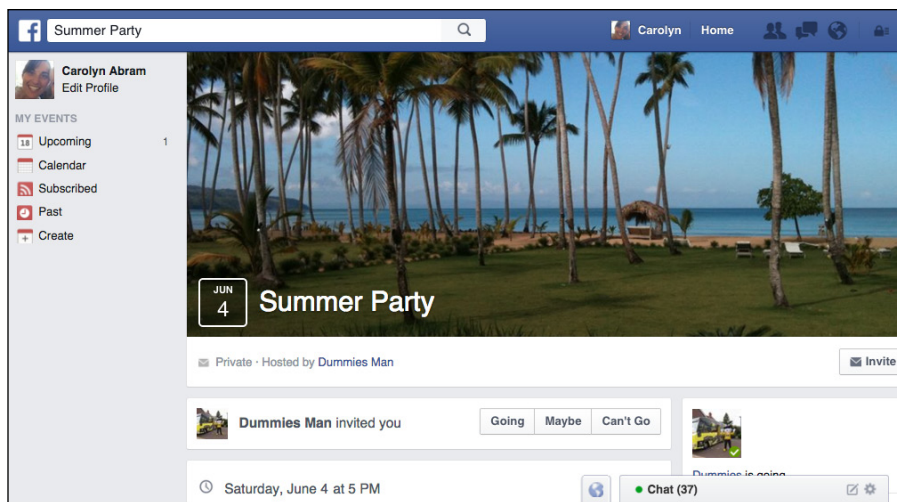 Summer Party
Carolyn Home
Carolyn Abram
Edit Profile
MY EVENTS
18 Upcoming 1
Calendar
Subscribed
Past
Create
JUN
4
Summer Party
Private · Hosted by Dummies Man
Invite
Dummies Man invited you
Going Maybe Can't Go
Dummies is going
Saturday, June 4 at 5 PM
Chat (37)